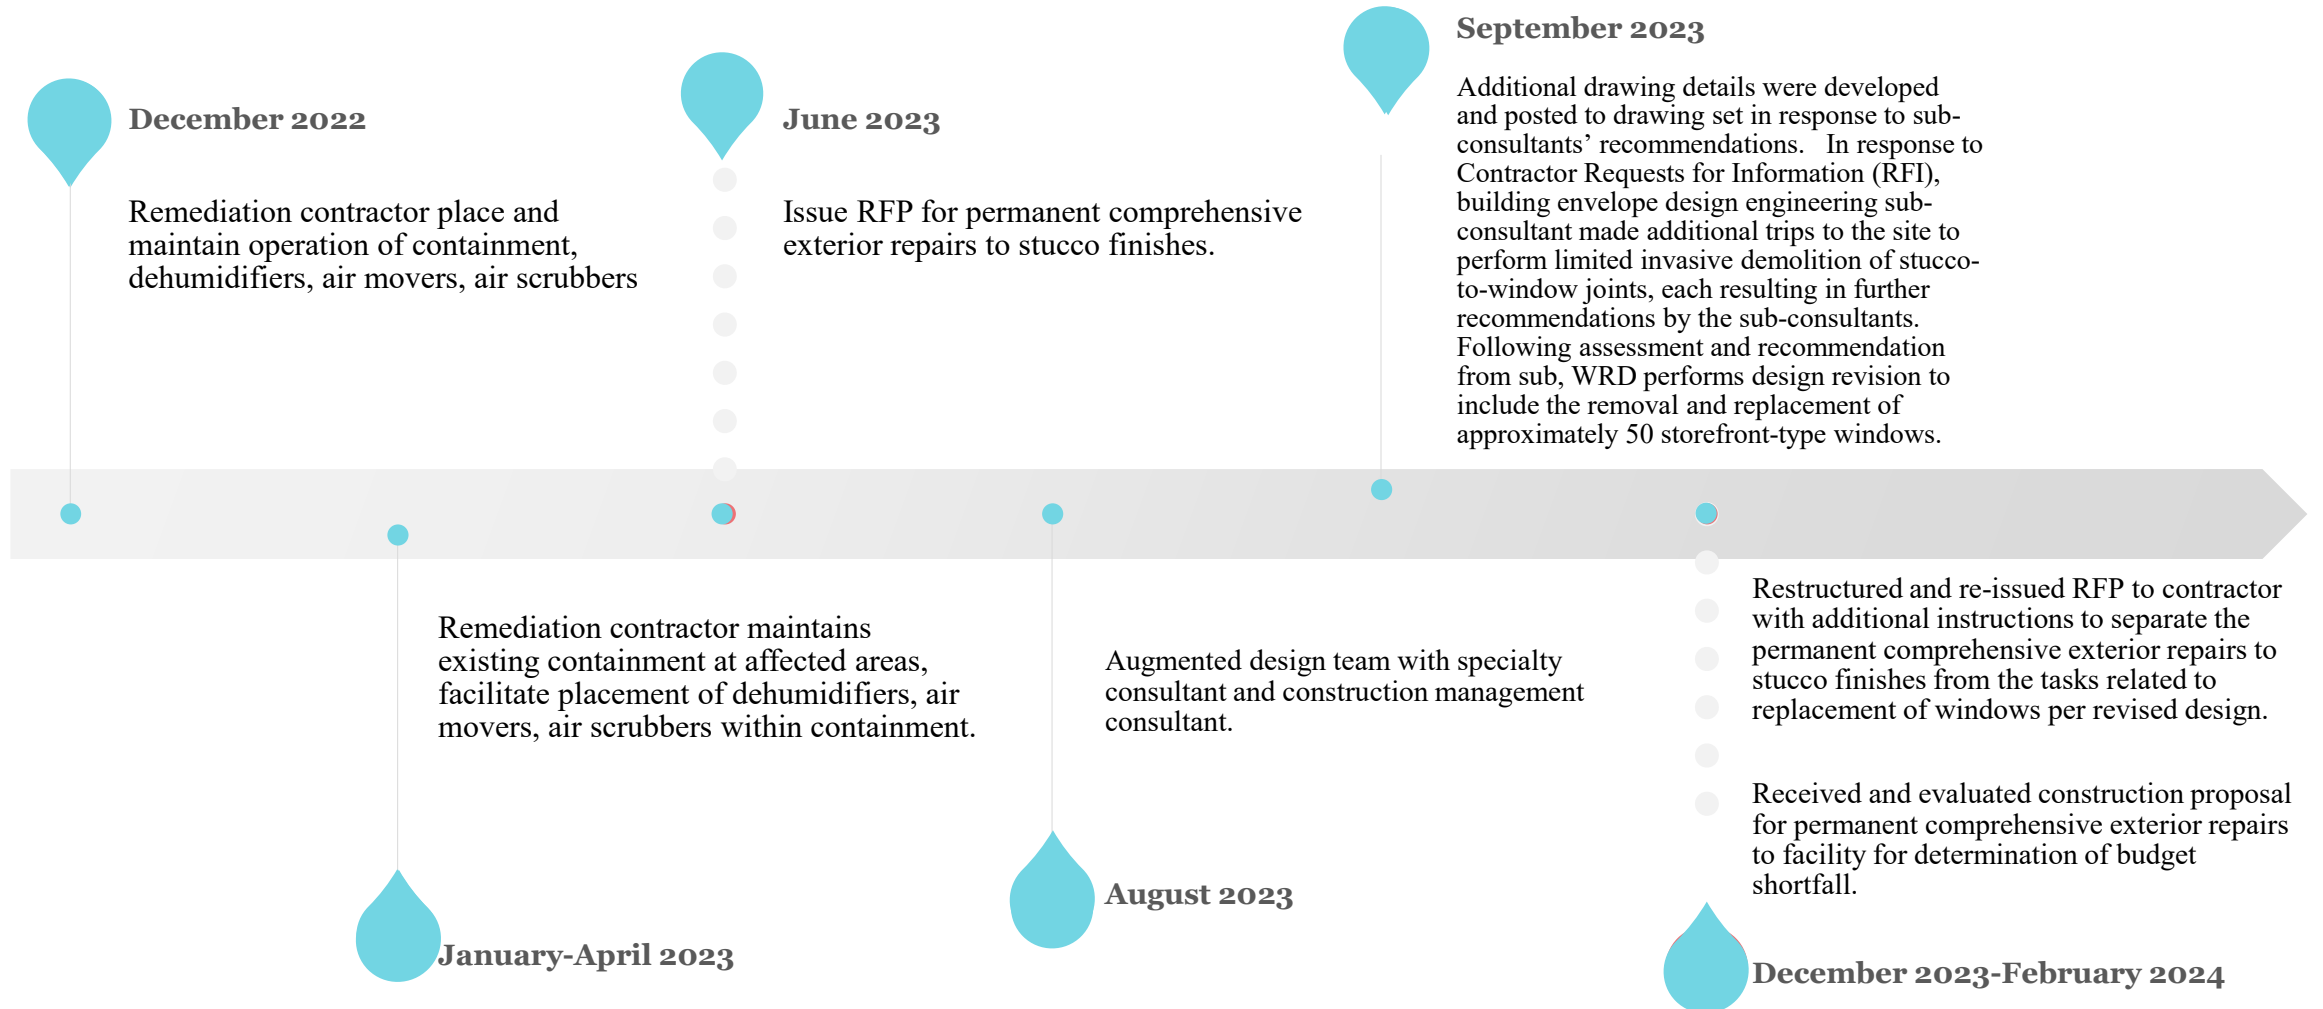 December 2022
Remediation contractor place and
maintain operation of containment,
dehumidifiers, air movers, air scrubbers
January-April 2023
Remediation contractor maintains
existing containment at affected areas,
facilitate placement of dehumidifiers, air
movers, air scrubbers within containment.
June 2023
Issue RFP for permanent comprehensive
exterior repairs to stucco finishes.
August 2023
Augmented design team with specialty
consultant and construction management
consultant.
September 2023
Additional drawing details were developed
and posted to drawing set in response to sub-
consultants’ recommendations.   In response to
Contractor Requests for Information (RFI),
building envelope design engineering sub-
consultant made additional trips to the site to
perform limited invasive demolition of stucco-
to-window joints, each resulting in further
recommendations by the sub-consultants.
Following assessment and recommendation
from sub, WRD performs design revision to
include the removal and replacement of
approximately 50 storefront-type windows.
December 2023-February 2024
Restructured and re-issued RFP to contractor
with additional instructions to separate the
permanent comprehensive exterior repairs to
stucco finishes from the tasks related to
replacement of windows per revised design.
Received and evaluated construction proposal
for permanent comprehensive exterior repairs
to facility for determination of budget
shortfall.